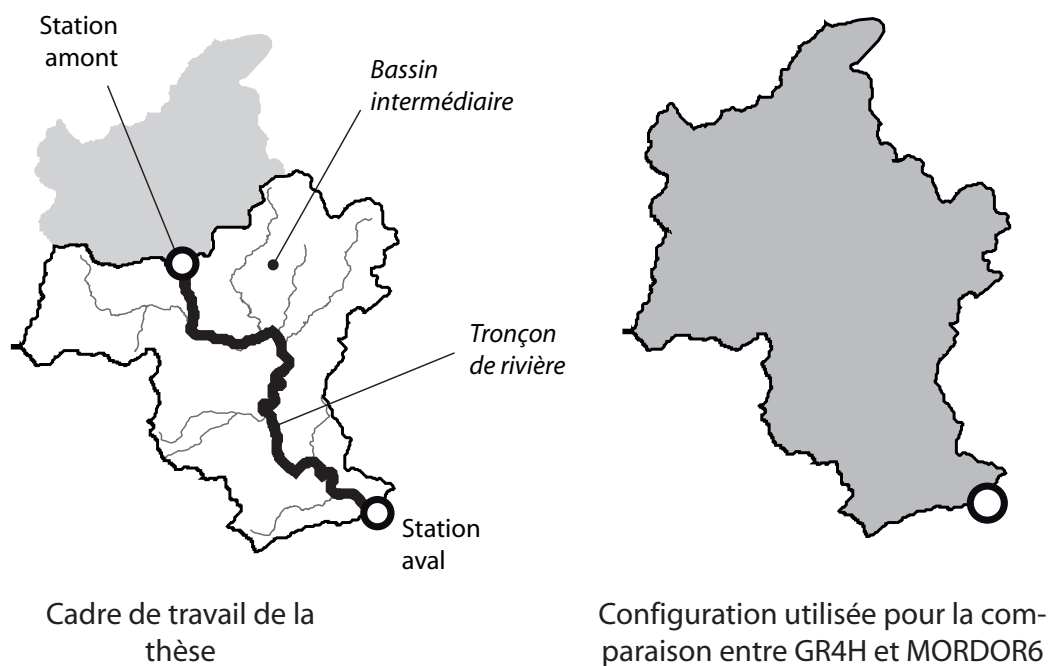 Station
amont
Bassin
intermédiaire
Tronçon
de rivière
Station
aval
Cadre de travail de la
thèse
Configuration utilisée pour la com-
paraison entre GR4H et MORDOR6